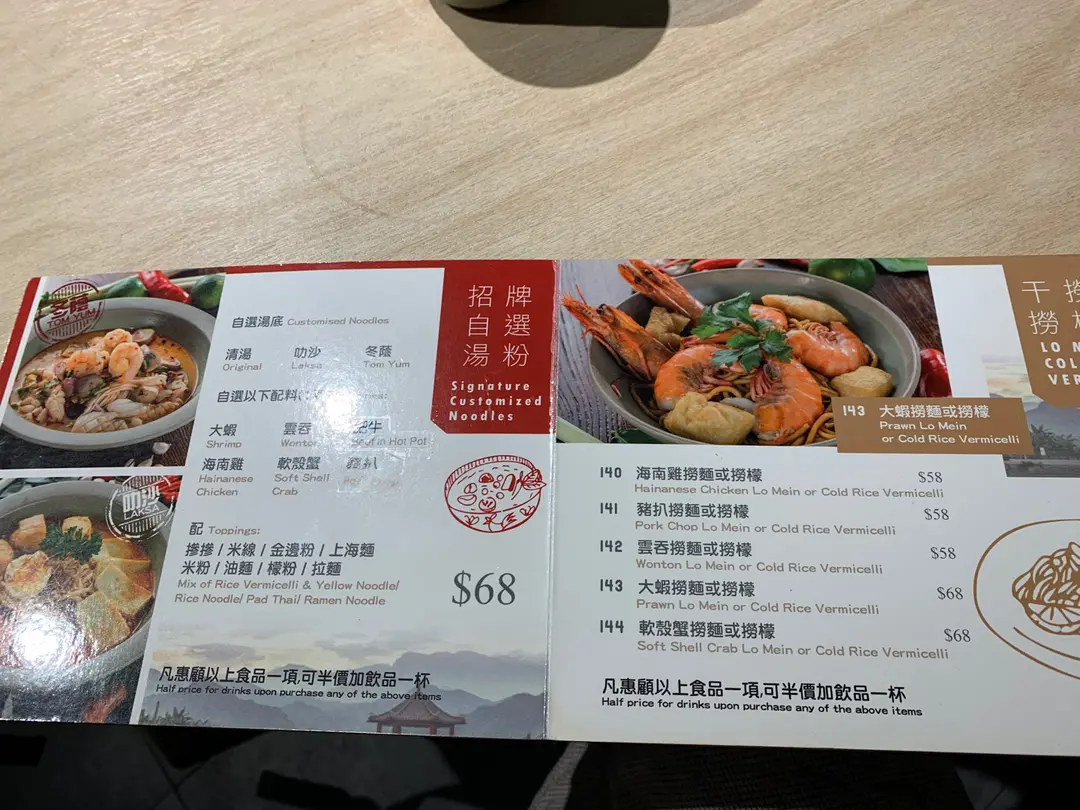 冬蔭
TOM YUM
叻沙
LAKSA
招牌
自選
湯粉
Signature
Customized
Noodles
自選湯底 Customised Noodles
清湯 叻沙 冬蔭
Original Laksa Tom Yum
自選以下配料
大蝦 雲吞 肥牛
Shrimp Wonton Beef in Hot Pot
海南雞 軟殼蟹 豬扒
Hainanese Soft Shell
Chicken Crab
配 Toppings:
摻摻 / 米線 / 金邊粉 / 上海麵
米粉 / 油麵 / 檬粉 / 拉麵
Mix of Rice Vermicelli & Yellow Noodle/
Rice Noodle/ Pad Thai/ Ramen Noodle
$68
凡惠顧以上食品一項,可半價加飲品一杯
Half price for drinks upon purchase any of the above items
干撈
撈
LO
COL
VER
143 大蝦撈麵或撈檬
Prawn Lo Mein
or Cold Rice Vermicelli
140 海南雞撈麵或撈檬 $58
Hainanese Chicken Lo Mein or Cold Rice Vermicelli
141 豬扒撈麵或撈檬 $58
Pork Chop Lo Mein or Cold Rice Vermicelli
142 雲吞撈麵或撈檬 $58
Wonton Lo Mein or Cold Rice Vermicelli
143 大蝦撈麵或撈檬 $68
Prawn Lo Mein or Cold Rice Vermicelli
144 軟殼蟹撈麵或撈檬 $68
Soft Shell Crab Lo Mein or Cold Rice Vermicelli
凡惠顧以上食品一項,可半價加飲品一杯
Half price for drinks upon purchase any of the above items